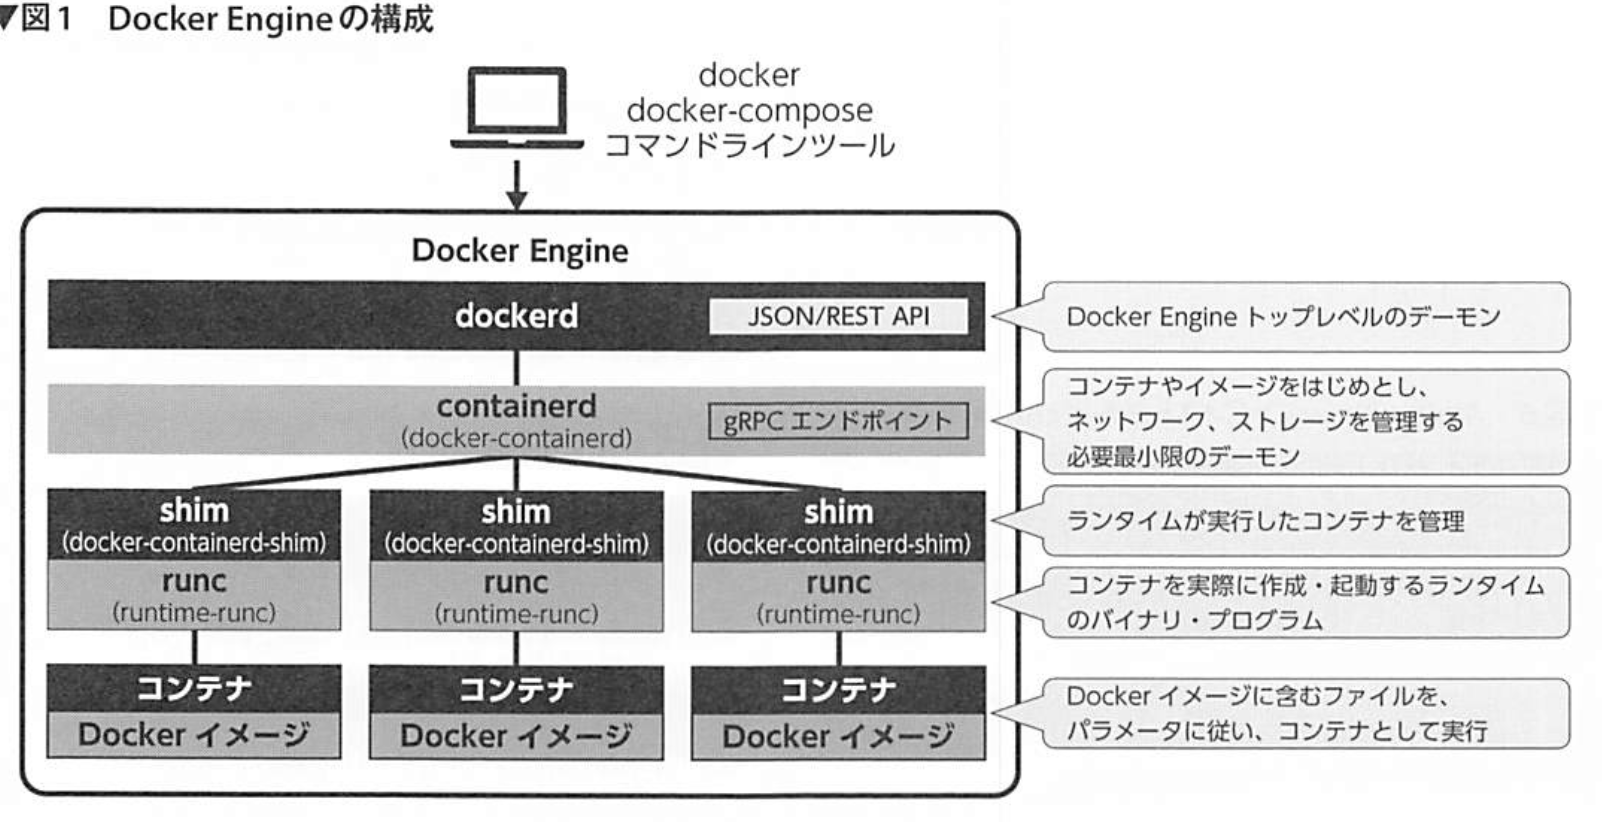 ▼図1 Docker Engineの構成
docker
docker-compose
コマンドラインツール
Docker Engine
dockerd
JSON/REST API
Docker Engine トップレベルのデーモン
containerd
(docker-containerd)
gRPC エンドポイント
コンテナやイメージをはじめとし、
ネットワーク、ストレージを管理する
必要最小限のデーモン
shim
(docker-containerd-shim)
shim
(docker-containerd-shim)
shim
(docker-containerd-shim)
ランタイムが実行したコンテナを管理
runc
(runtime-runc)
runc
(runtime-runc)
runc
(runtime-runc)
コンテナを実際に作成・起動するランタイム
のバイナリ・プログラム
コンテナ
Docker イメージ
コンテナ
Docker イメージ
コンテナ
Docker イメージ
Docker イメージに含むファイルを、
パラメータに従い、コンテナとして実行